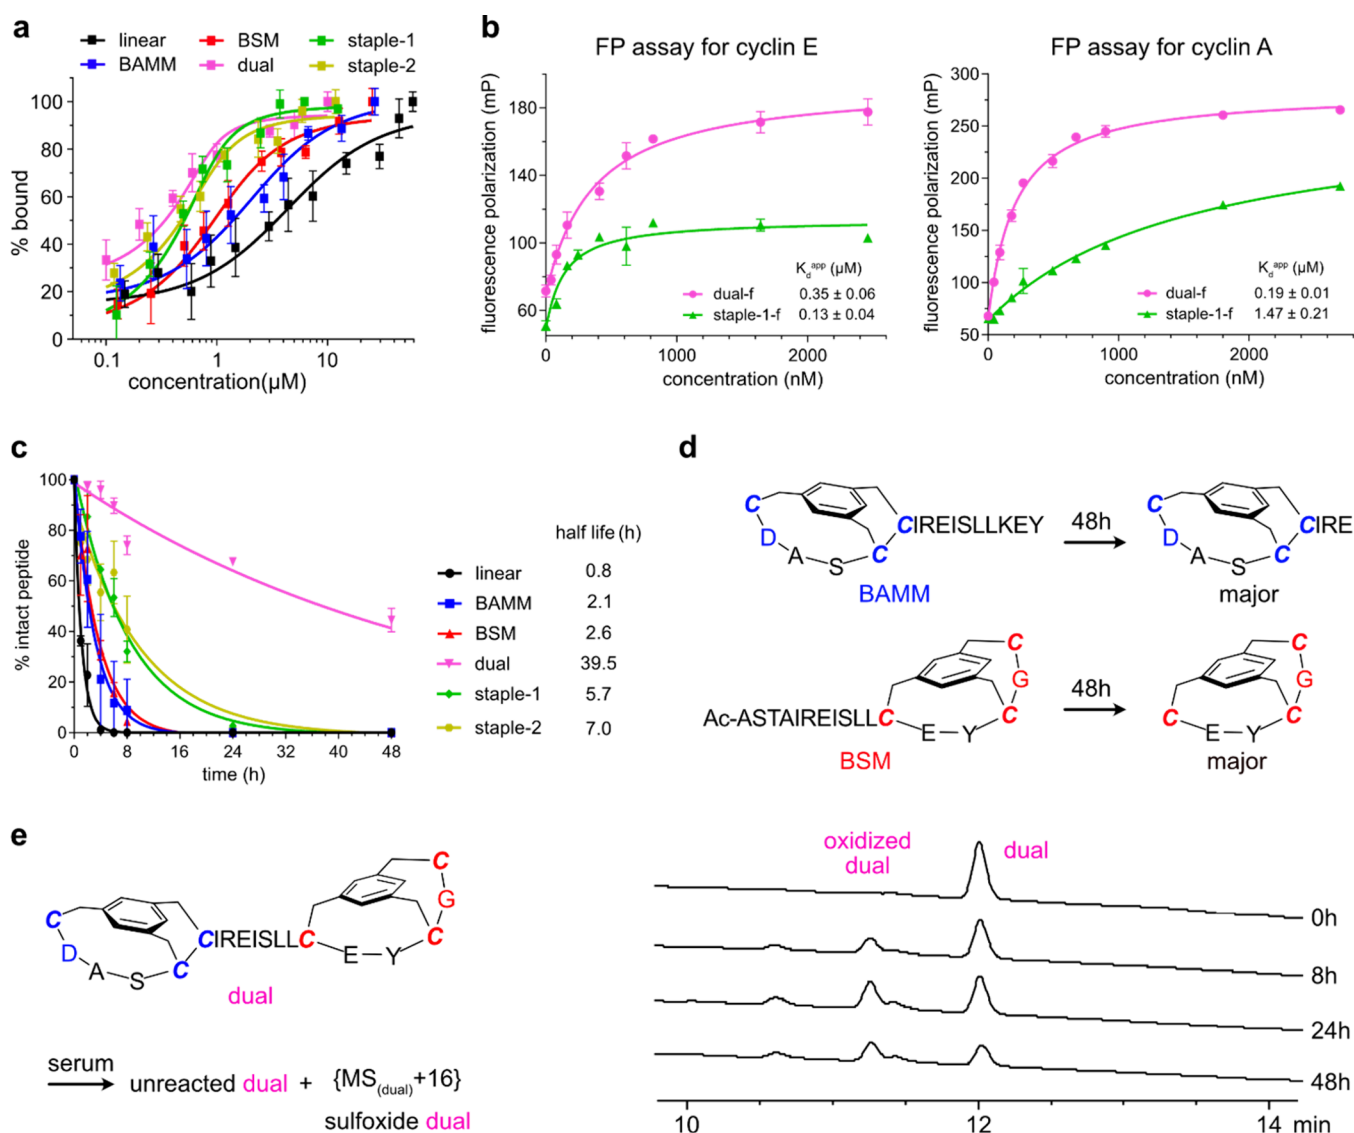 a
linear
BSM
staple-1
BAMM
dual
staple-2
% bound
100
80
60
40
20
0
0.1
1
10
concentration(µM)
b
FP assay for cyclin E
fluorescence polarization (mP)
180
140
100
60
Kdapp (µM)
dual-f 0.35 ± 0.06
staple-1-f 0.13 ± 0.04
0
1000
2000
concentration (nM)
FP assay for cyclin A
fluorescence polarization (mP)
300
250
200
150
100
50
Kdapp (µM)
dual-f 0.19 ± 0.01
staple-1-f 1.47 ± 0.21
0
2000
concentration (nM)
c
% intact peptide
100
80
60
40
20
0
0 8 16 24 32 40 48
time (h)
half life (h)
linear 0.8
BAMM 2.1
BSM 2.6
dual 39.5
staple-1 5.7
staple-2 7.0
d
C
D
A
S
C
CIREISLLKEY
BAMM
48h
C
D
A
S
C
CIRE
major
Ac-ASTAIREISLLC
E
Y
C
G
C
BSM
48h
C
E
Y
C
G
C
major
e
C
D
A
S
C
CIREISLLC
E
Y
C
G
C
dual
serum
unreacted dual + {MS(dual)+16}
sulfoxide dual
oxidized
dual
dual
0h
8h
24h
48h
10
12
14 min